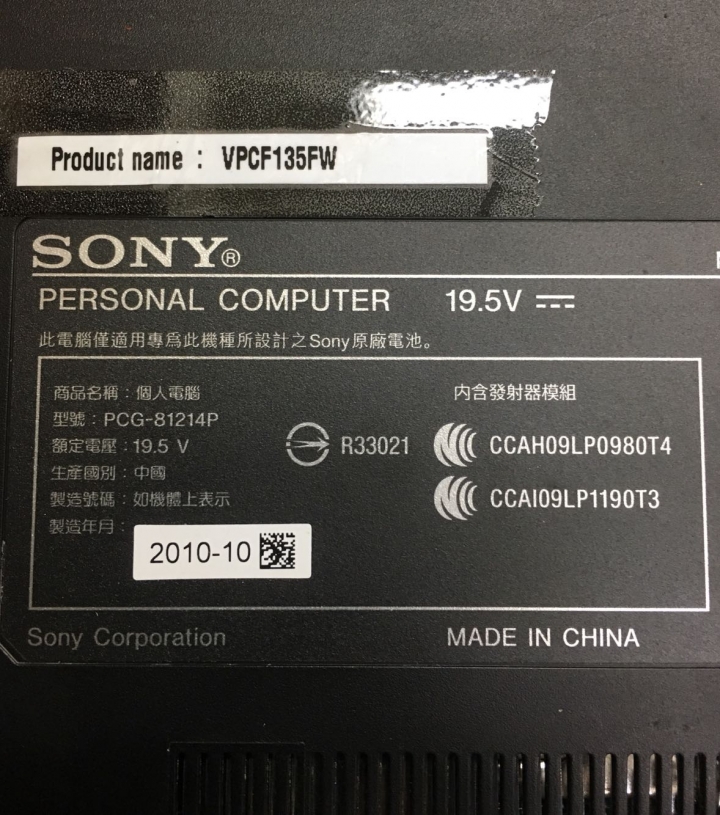 Product name : VPCF135FW
SONY®
PERSONAL COMPUTER 19.5V
此電腦僅適用專爲此機種所設計之Sony原廠電池。
商品名稱：個人電腦
型號：PCG-81214P
額定電壓：19.5 V
生產國別：中國
製造號碼：如機體上表示
製造年月：
2010-10
R33021
內含發射器模組
CCAH09LP0980T4
CCAI09LP1190T3
Sony Corporation
MADE IN CHINA